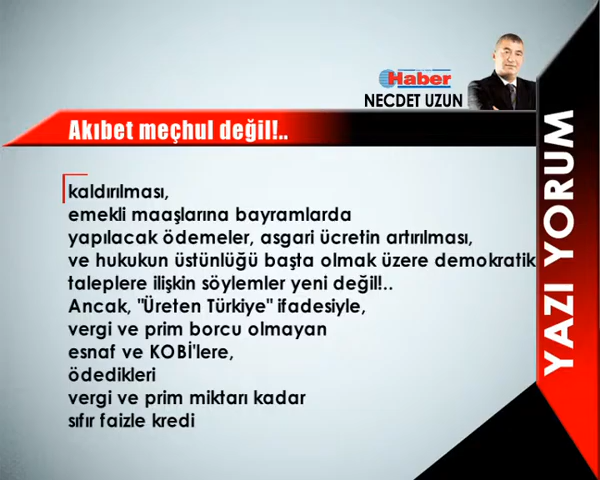 Haber
NECDET UZUN
Akıbet meçhul değil!..
kaldırılması,
emekli maaşlarına bayramlarda
yapılacak ödemeler, asgari ücretin artırılması,
ve hukukun üstünlüğü başta olmak üzere demokratik
taleplere ilişkin söylemler yeni değil!..
Ancak, "Üreten Türkiye" ifadesiyle,
vergi ve prim borcu olmayan
esnaf ve KOBİ'lere,
ödedikleri
vergi ve prim miktarı kadar
sıfır faizle kredi
YAZI YORUM